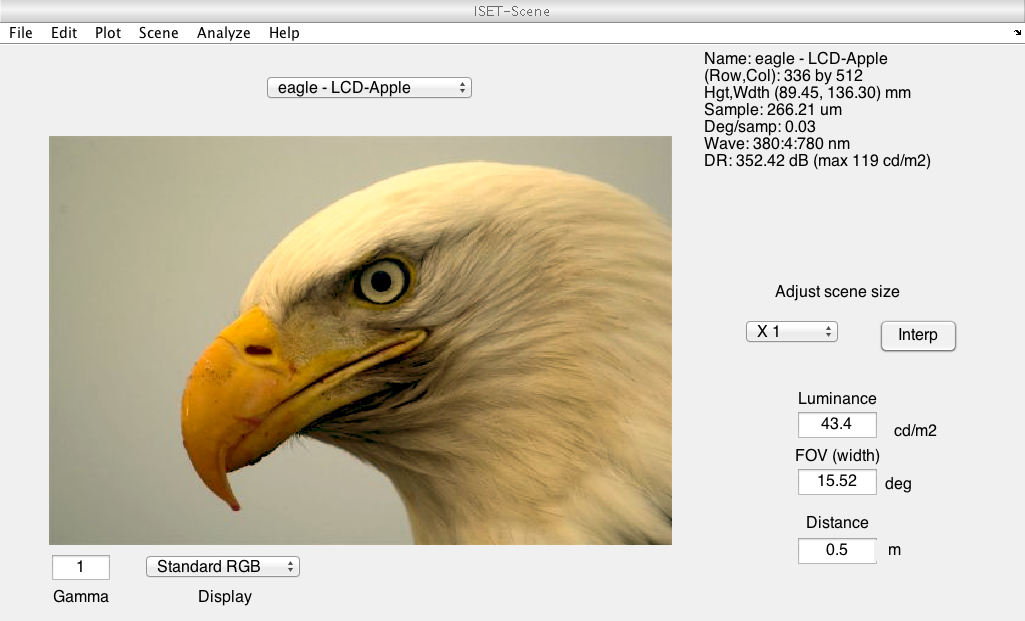 ISET-Scene
File Edit Plot Scene Analyze Help
eagle - LCD-Apple
Name: eagle - LCD-Apple
(Row,Col): 336 by 512
Hgt,Wdth (89.45, 136.30) mm
Sample: 266.21 um
Deg/samp: 0.03
Wave: 380:4:780 nm
DR: 352.42 dB (max 119 cd/m2)
Adjust scene size
X 1
Interp
Luminance
43.4 cd/m2
FOV (width)
15.52 deg
Distance
0.5 m
1 Standard RGB
Gamma Display